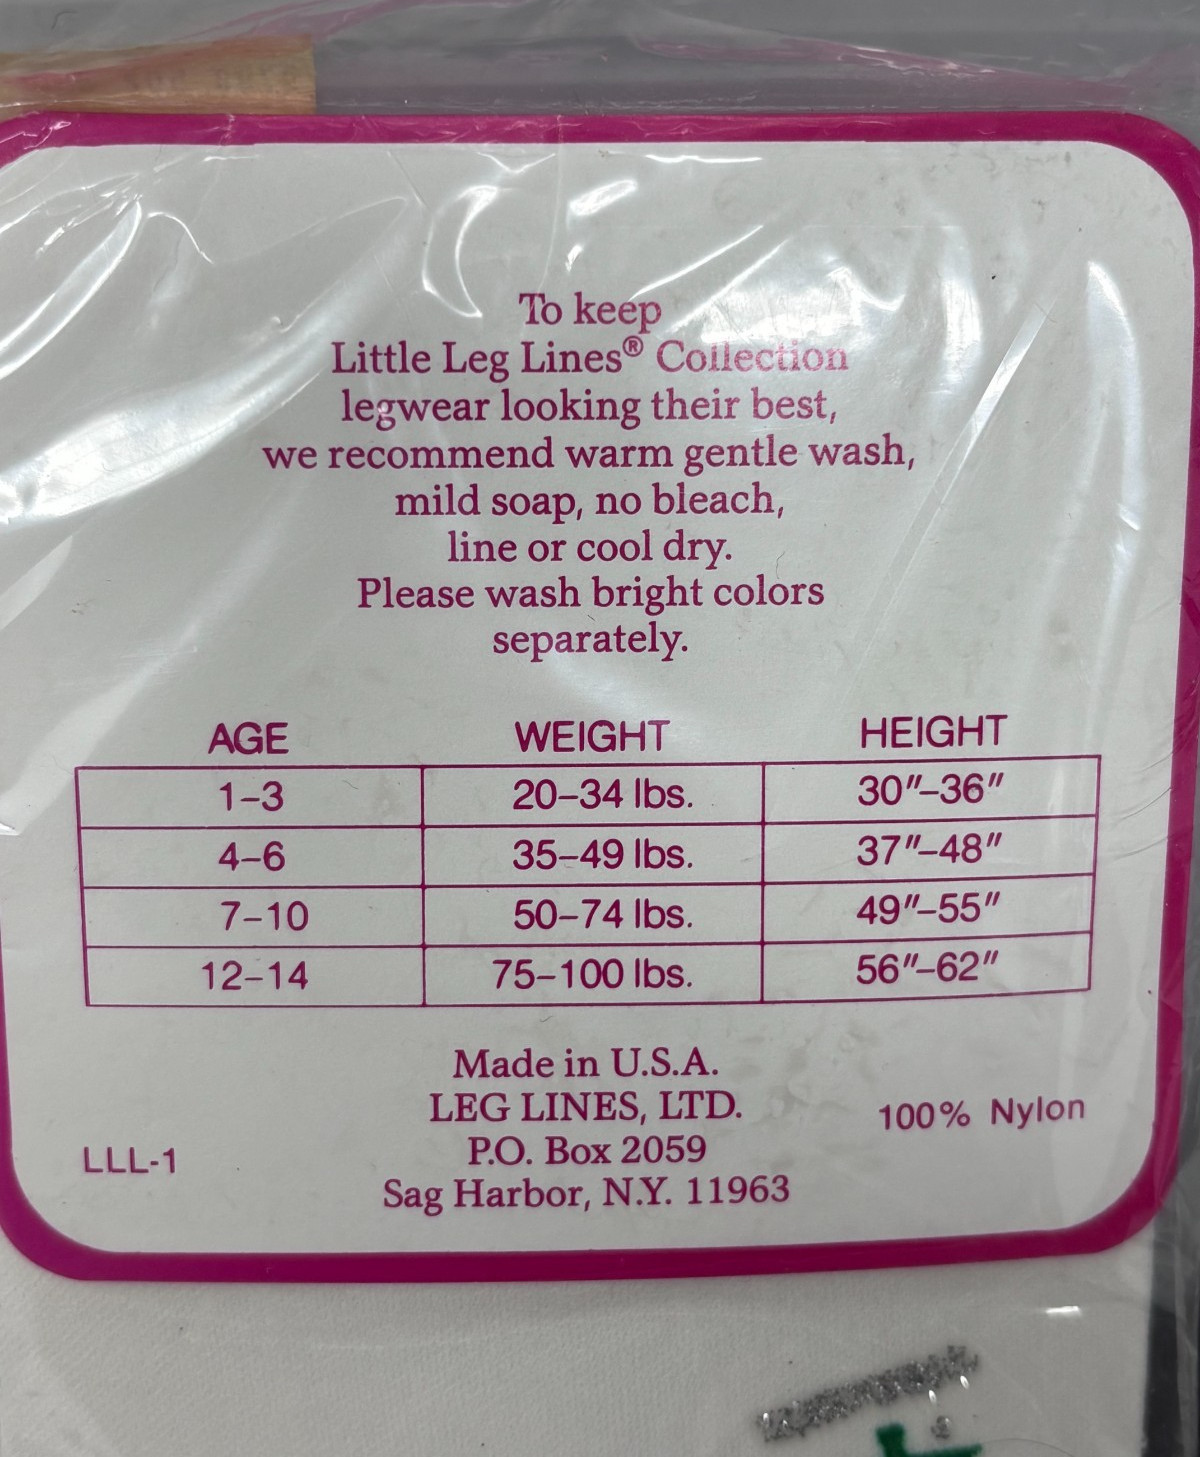 To keep
Little Leg Lines® Collection
legwear looking their best,
we recommend warm gentle wash,
mild soap, no bleach,
line or cool dry.
Please wash bright colors
separately.
AGE WEIGHT HEIGHT
1–3 20–34 lbs. 30"–36"
4–6 35–49 lbs. 37"–48"
7–10 50–74 lbs. 49"–55"
12–14 75–100 lbs. 56"–62"
Made in U.S.A.
LEG LINES, LTD.
100% Nylon
P.O. Box 2059
LLL-1
Sag Harbor, N.Y. 11963